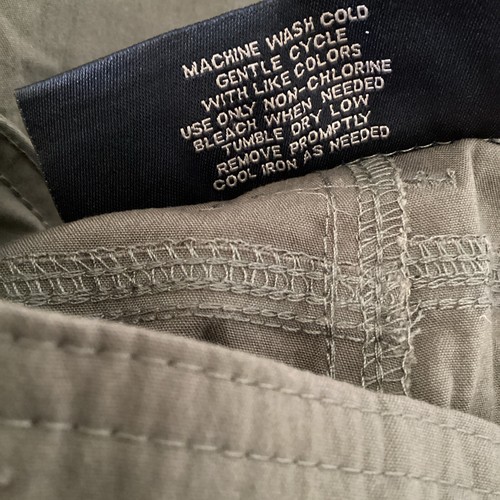 MACHINE WASH COLD
GENTLE CYCLE
WITH LIKE COLORS
USE ONLY NON-CHLORINE
BLEACH WHEN NEEDED
TUMBLE DRY LOW
REMOVE PROMPTLY
COOL IRON AS NEEDED